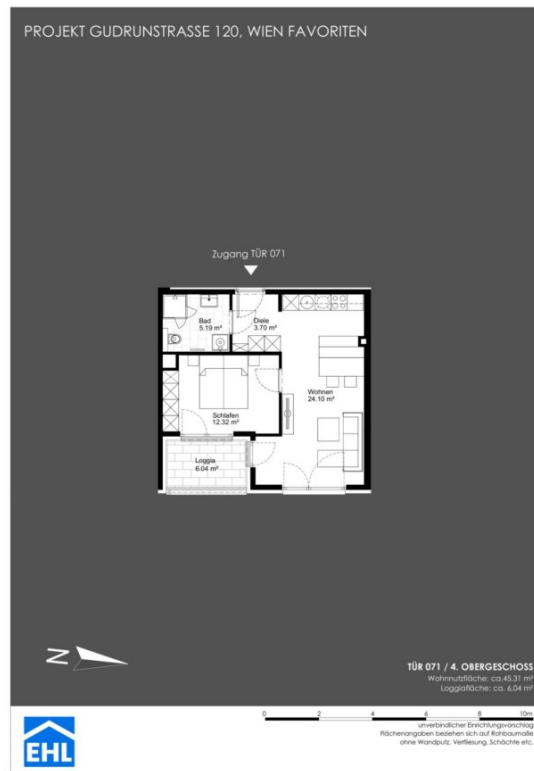 PROJEKT GUDRUNSTRASSE 120, WIEN FAVORITEN
Zugang TÜR 071
Bad
5.19 m²
Diele
3.70 m²
Wohnen
24.10 m²
Schlafen
12.32 m²
Loggia
6.04 m²
N
TÜR 071 / 4. OBERGESCHOSS
Wohnnutzfläche: ca.45.31 m²
Loggiafläche: ca. 6.04 m²
0 2 4 6 8 10m
unverbindlicher Einrichtungsvorschlag
Flächenangaben beziehen sich auf Rohbaumaße
ohne Wandputz, Verfliesung, Schächte etc.
EHL